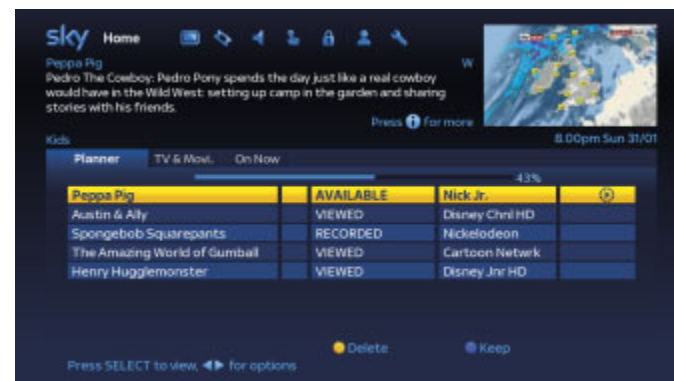 sky Home
Peppa Pig W
Pedro The Cowboy: Pedro Pony spends the day just like a real cowboy
would have in the Wild West: setting up camp in the garden and sharing
stories with his friends.
Press i for more
Kids 8.00pm Sun 31/01
Planner TV & Movi.. On Now
43%
Peppa Pig AVAILABLE Nick Jr.
Austin & Ally VIEWED Disney Chnl HD
Spongebob Squarepants RECORDED Nickelodeon
The Amazing World of Gumball VIEWED Cartoon Netwrk
Henry Hugglemonster VIEWED Disney Jnr HD
Delete Keep
Press SELECT to view, ◀▶ for options